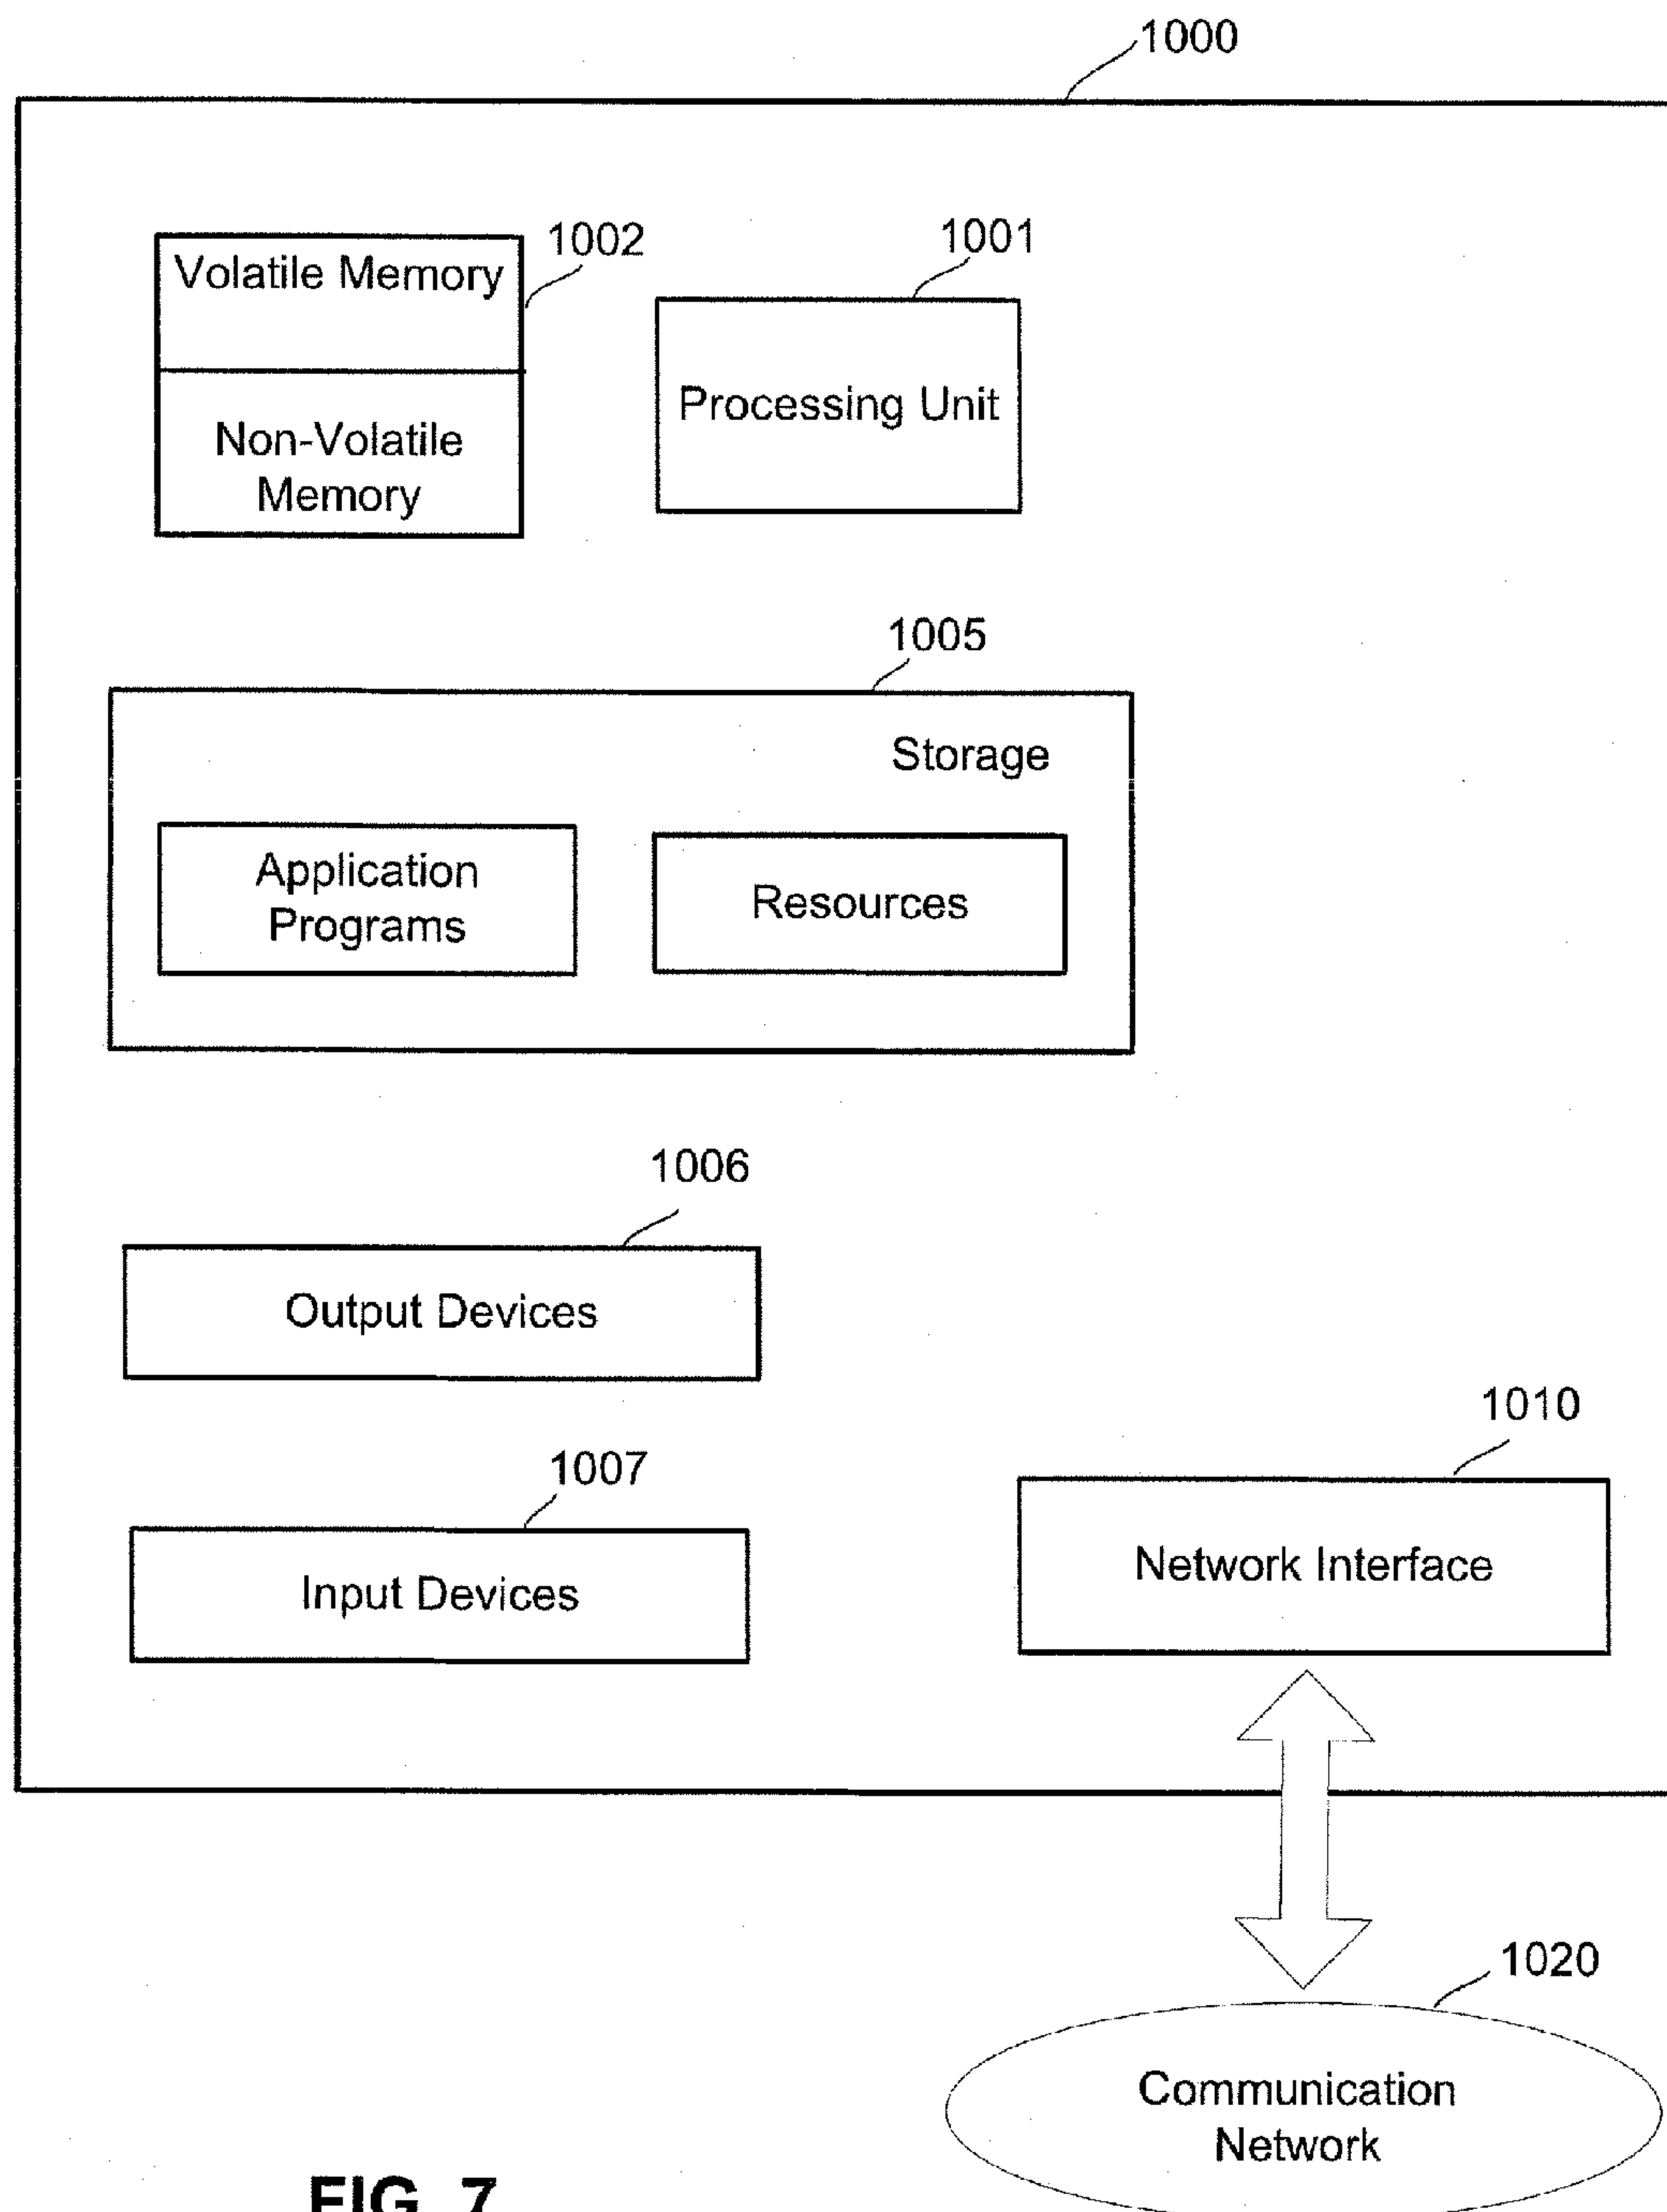 1000
1002
1001
Volatile Memory
Processing Unit
Non-Volatile
Memory
1005
Storage
Application
Programs
Resources
1006
Output Devices
1010
1007
Network Interface
Input Devices
1020
Communication
Network
FIG. 7